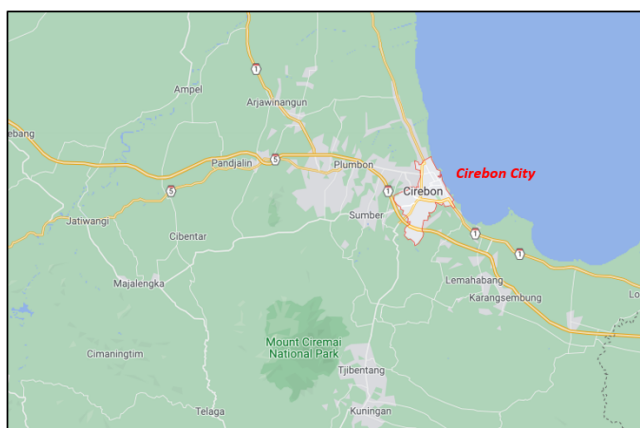 Ampel
1
Arjawinangun
ebang
1
Pandjalin
5
Plumbon
Cirebon City
5
1
Cirebon
Jatiwangi
Sumber
Cibentar
1
1
Majalengka
Lemahabang
Karangsembung
Lo
Mount Ciremai
National Park
Cimaningtim
Tjibentang
Telaga
Kuningan